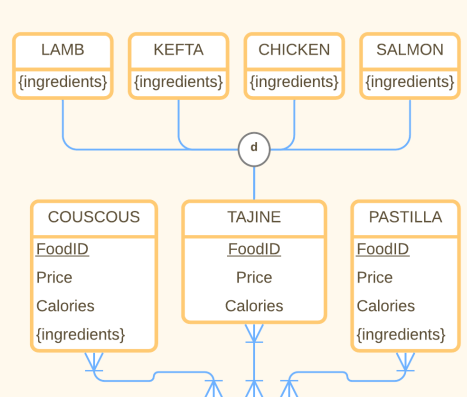 LAMB
KEFTA
CHICKEN
SALMON
{ingredients}
{ingredients}
{ingredients}
{ingredients}
d
COUSCOUS
TAJINE
PASTILLA
FoodID
FoodID
FoodID
Price
Price
Price
Calories
Calories
Calories
{ingredients}
{ingredients}